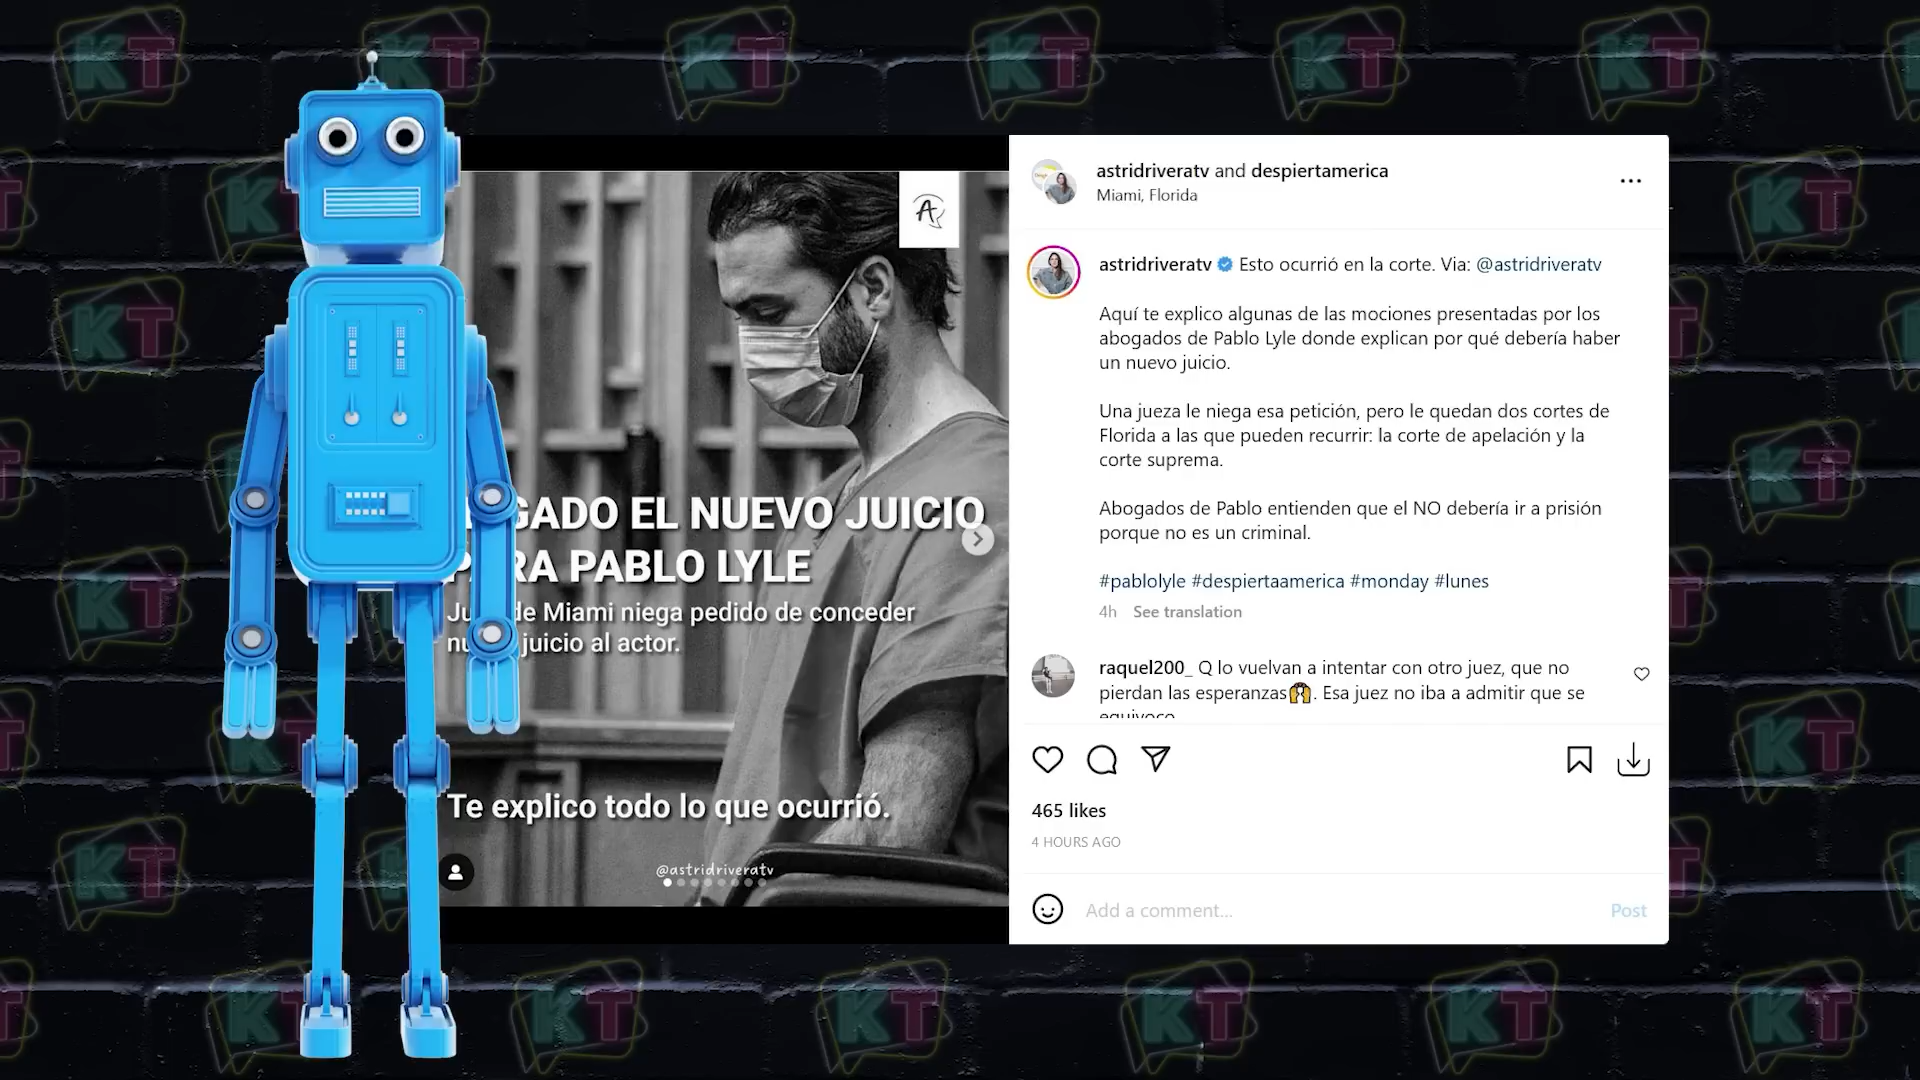 KT
A
GADO EL NUEVO JUICIO
PARA PABLO LYLE
de Miami niega pedido de conceder
juicio al actor.
Te explico todo lo que ocurrió.
@astridriveratv
astridriveratv and despiertamerica
Miami, Florida
astridriveratv Esto ocurrió en la corte. Via: @astridriveratv
Aquí te explico algunas de las mociones presentadas por los
abogados de Pablo Lyle donde explican por qué debería haber
un nuevo juicio.
Una jueza le niega esa petición, pero le quedan dos cortes de
Florida a las que pueden recurrir: la corte de apelación y la
corte suprema.
Abogados de Pablo entienden que el NO debería ir a prisión
porque no es un criminal.
#pablolyle #despiertaamerica #monday #lunes
4h See translation
raquel200_ Q lo vuelvan a intentar con otro juez, que no
pierdan las esperanzas🙌. Esa juez no iba a admitir que se
equivoco
465 likes
4 HOURS AGO
Add a comment...
Post